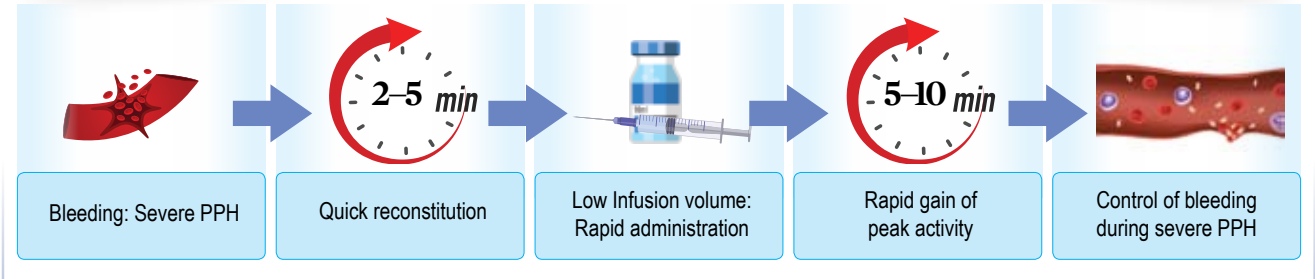 2–5 min
5–10 min
Bleeding: Severe PPH
Quick reconstitution
Low Infusion volume:
Rapid administration
Rapid gain of
peak activity
Control of bleeding
during severe PPH